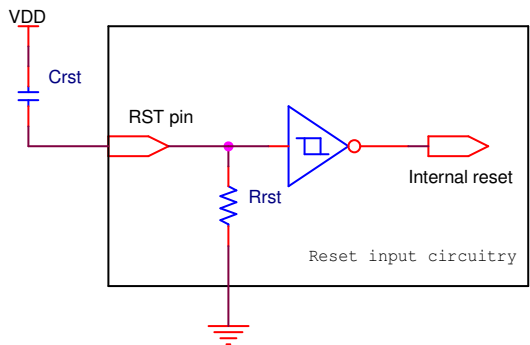 VDD
Crst
RST pin
Rrst
Internal reset
Reset input circuitry